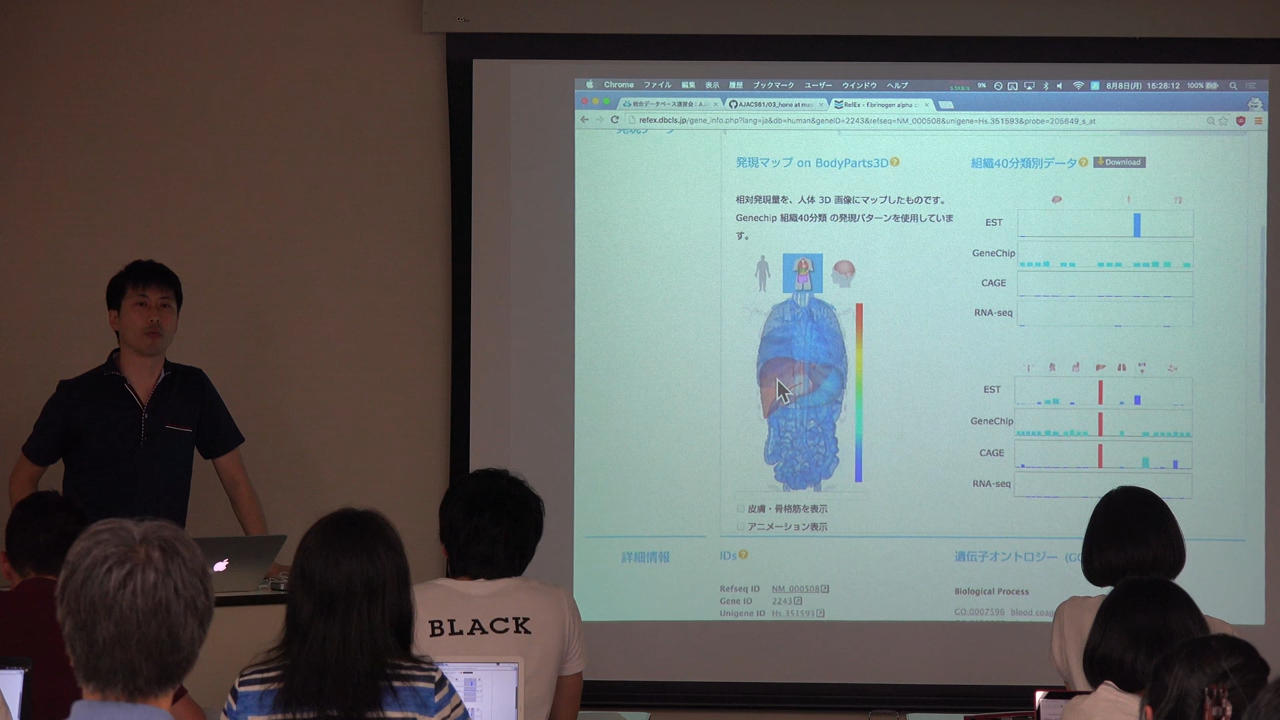 Chrome ファイル 編集 表示 履歴 ブックマーク ユーザー ウインドウ ヘルプ 9% 8月8日(月) 15:28:12 100%
AJACS61/03_hono at mas
RefEx - fibrinogen alpha c
refex.dbcls.jp/gene_info.php?lang=ja&db=human&geneID=2243&refseq=NM_000508&unigene=Hs.351593&probe=205649_s_at
発現マップ on BodyParts3D
組織40分類別データ
Download
相対発現量を、人体 3D 画像にマップしたものです。
Genechip 組織40分類 の発現パターンを使用していま
す。
EST
GeneChip
CAGE
RNA-seq
EST
GeneChip
CAGE
RNA-seq
皮膚・骨格筋を表示
アニメーション表示
詳細情報
IDs
Refseq ID NM_000508
Gene ID 2243
Unigene ID Hs.351593
遺伝子オントロジー (GO
Biological Process
GO:0007596 blood coag
BLACK